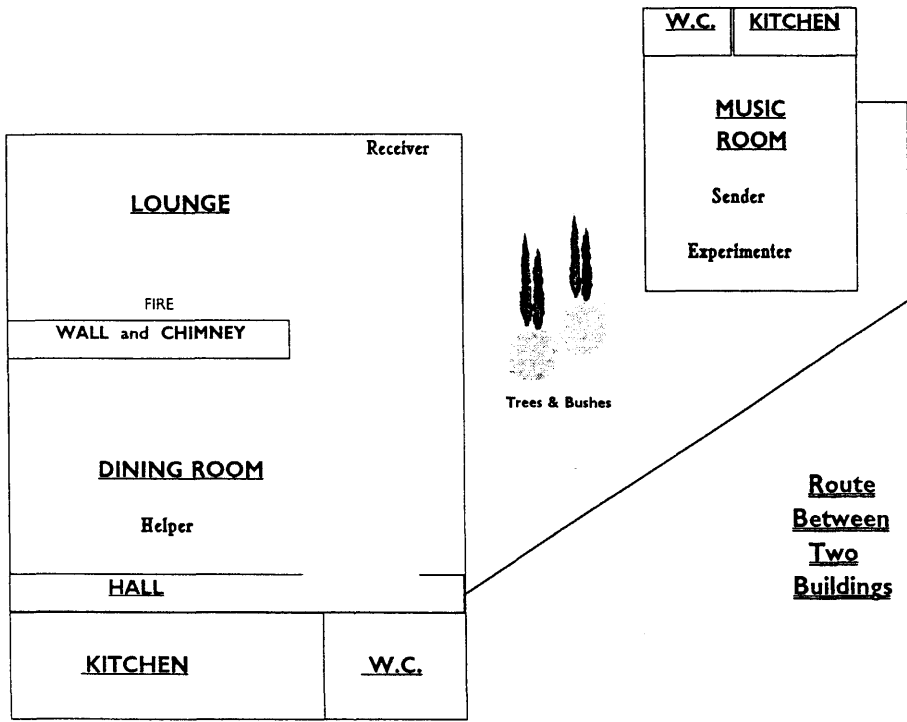 W.C. KITCHEN
MUSIC
ROOM
Sender
Experimenter
Receiver
LOUNGE
FIRE
WALL and CHIMNEY
Trees & Bushes
DINING ROOM
Helper
HALL
KITCHEN
W.C.
Route
Between
Two
Buildings